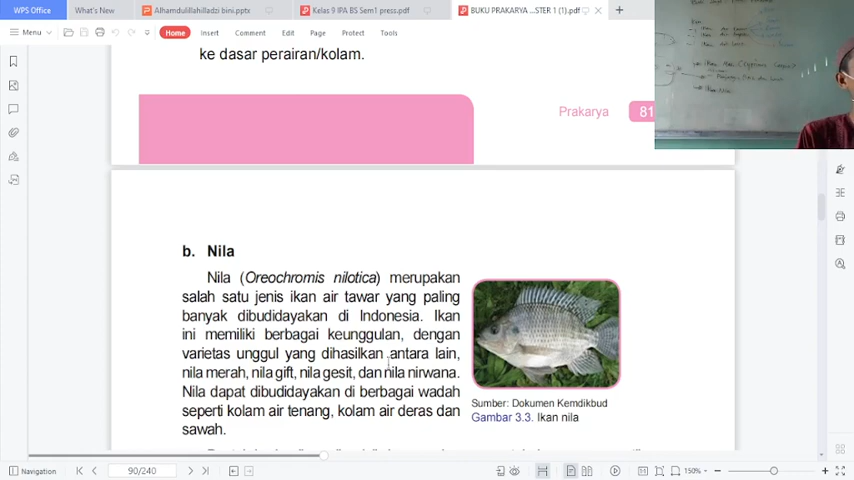 WPS Office
What's New
Alhamdulillahilladzi bini.pptx
Kelas 9 IPA BS Sem1 press.pdf
BUKU PRAKARYA ...STER 1 (1).pdf
Menu
Home
Insert
Comment
Edit
Page
Protect
Tools
ke dasar perairan/kolam.
Prakarya
81
b. Nila
Nila (Oreochromis nilotica) merupakan
salah satu jenis ikan air tawar yang paling
banyak dibudidayakan di Indonesia. Ikan
ini memiliki berbagai keunggulan, dengan
varietas unggul yang dihasilkan antara lain,
nila merah, nila gift, nila gesit, dan nila nirwana.
Nila dapat dibudidayakan di berbagai wadah
seperti kolam air tenang, kolam air deras dan
sawah.
Sumber: Dokumen Kemdikbud
Gambar 3.3. Ikan nila
Navigation
90/240
150%